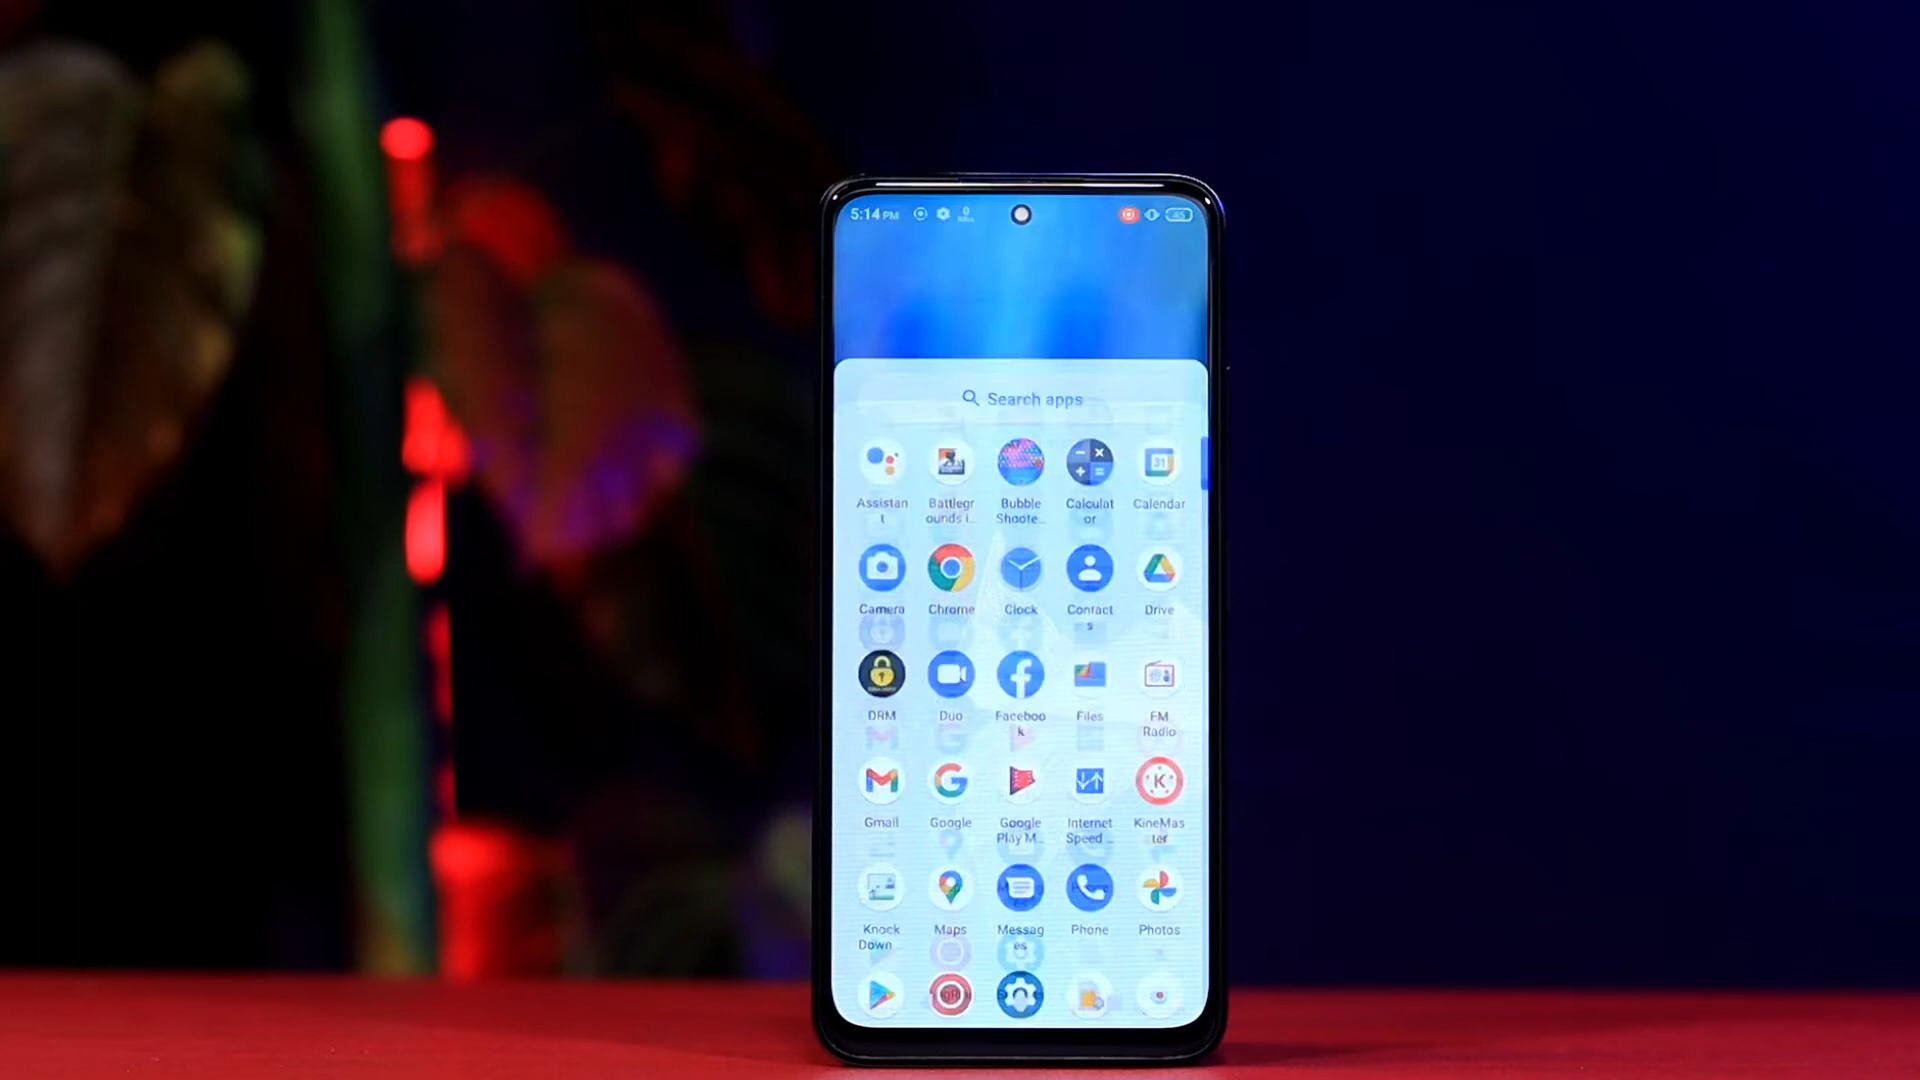 5:14 PM
Search apps
Assistan
t
Battlegr
ounds I...
Bubble
Shoote...
Calculat
or
31
Calendar
Camera
Chrome
Clock
Contact
s
Drive
DRM
Duo
Faceboo
k
Files
FM
Radio
Gmail
Google
Google
Play M...
Internet
Speed ...
K
KineMas
ter
Knock
Down ...
Maps
Messag
es
Phone
Photos